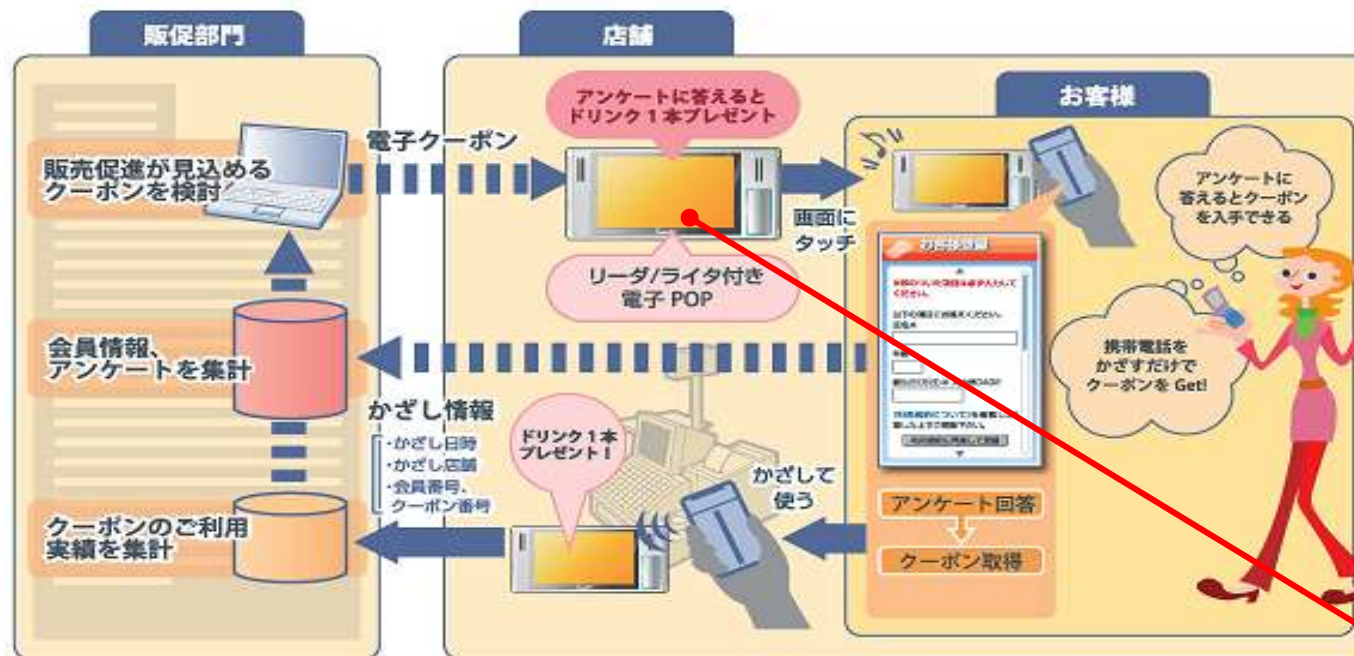 販促部門
販売促進が見込める
クーポンを検討
会員情報、
アンケートを集計
クーポンのご利用
実績を集計
電子クーポン
店舗
アンケートに答えると
ドリンク1本プレゼント
リーダ/ライタ付き
電子 POP
画面に
タッチ
かざし情報
・かざし日時
・かざし店舗
・会員番号、
クーポン番号
ドリンク1本
プレゼント！
かざして
使う
お客様
アンケートに
答えるとクーポン
を入手できる
携帯電話を
かざすだけで
クーポンを Get!
ください。
アンケート回答
クーポン取得